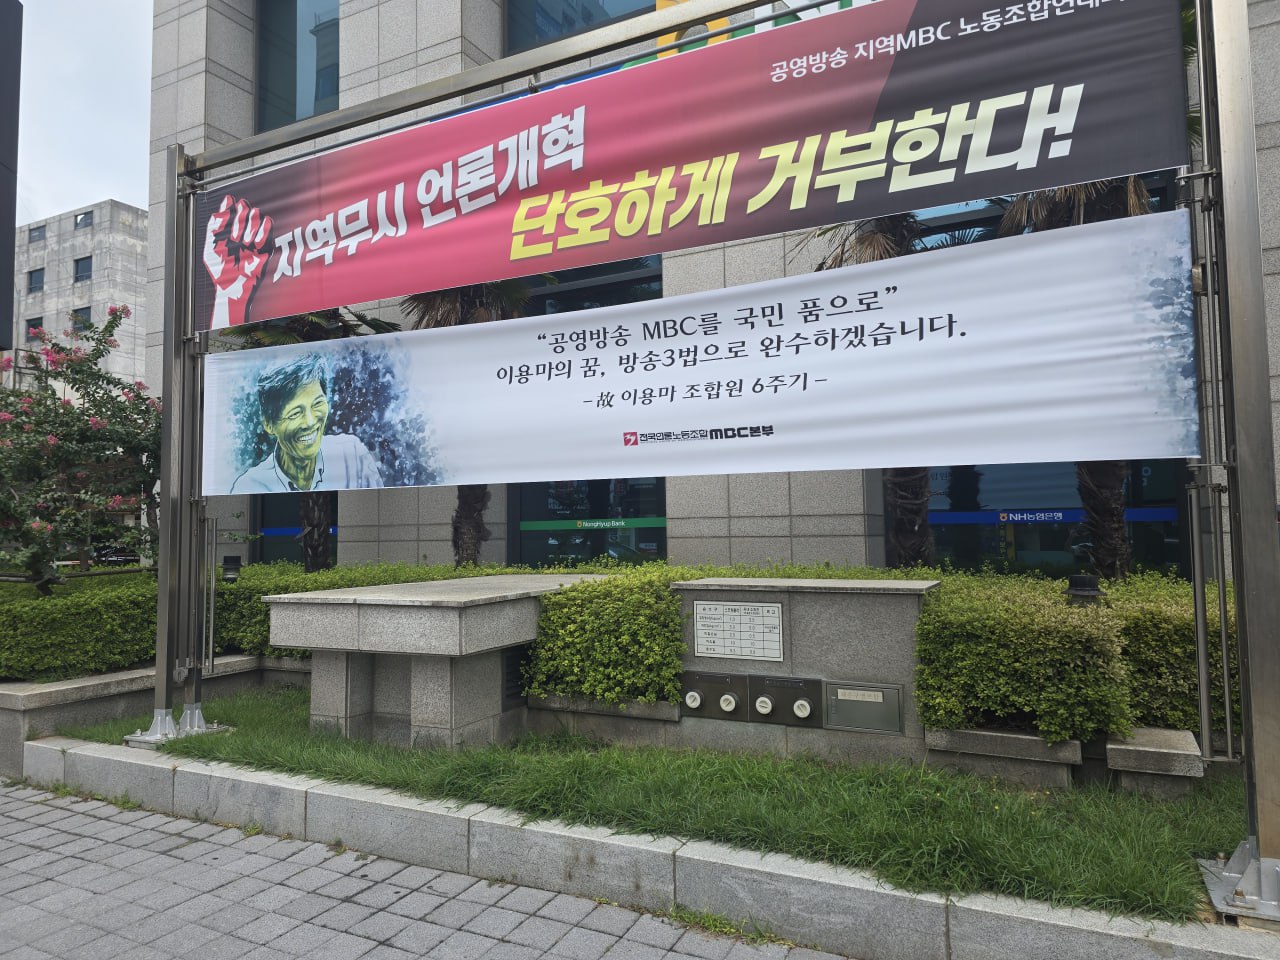 공영방송 지역MBC 노동조합연대회
지역무시 언론개혁
단호하게 거부한다!
“공영방송 MBC를 국민 품으로”
이용마의 꿈, 방송3법으로 완수하겠습니다.
- 故 이용마 조합원 6주기 -
전국언론노동조합 MBC본부
NongHyup Bank
NH농협은행